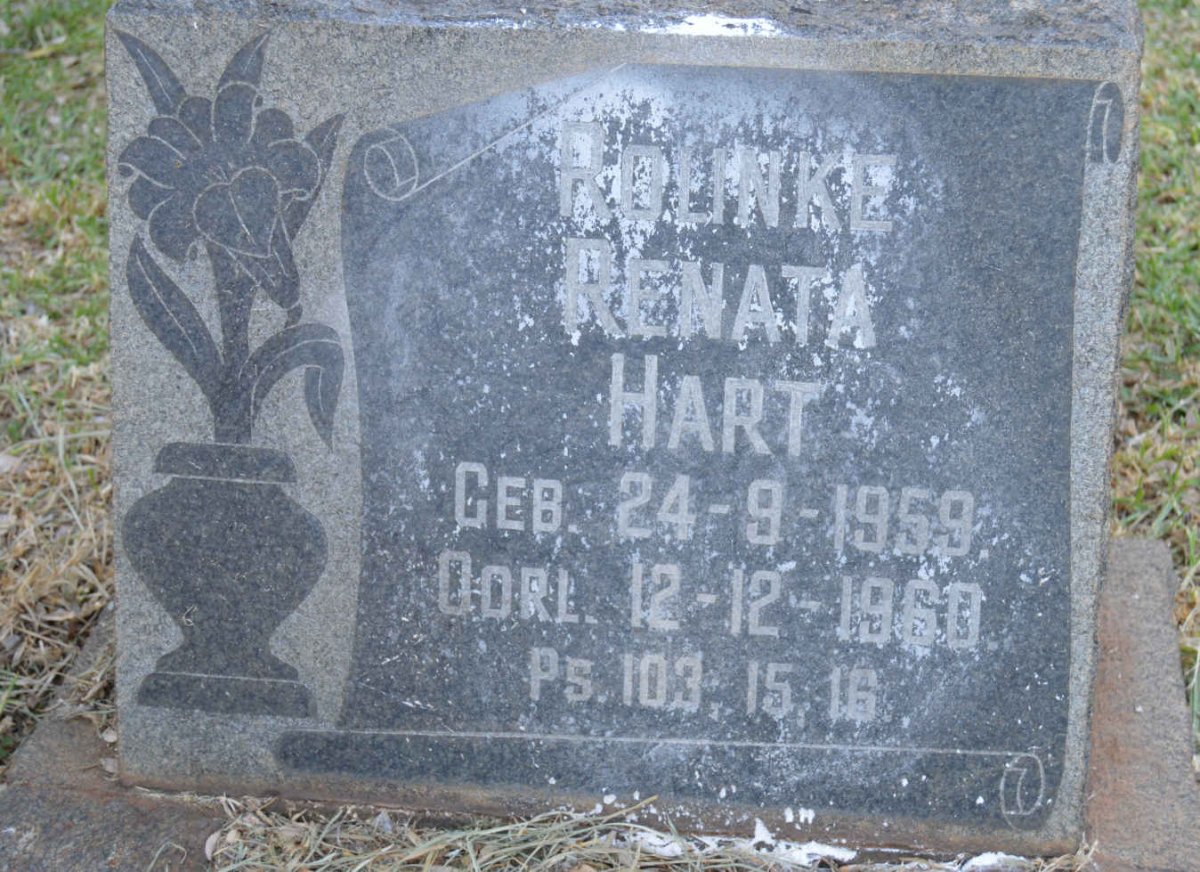 ROLINKE
RENATA
HART
GEB. 24-9-1959.
OORL. 12-12-1960.
PS. 103; 15, 16.